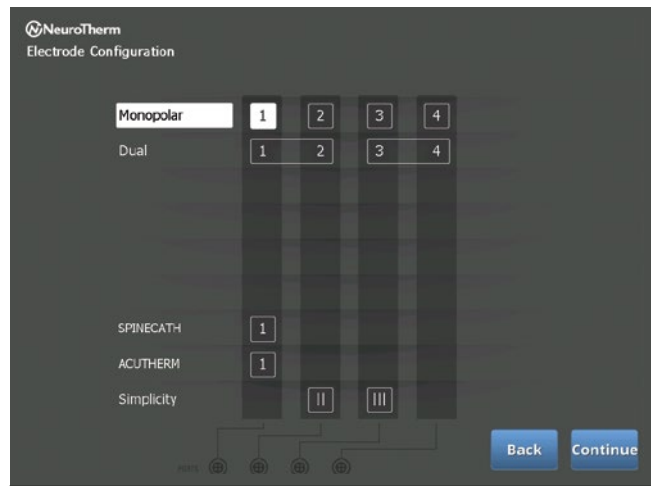 NeuroTherm
Electrode Configuration
Monopolar 1 2 3 4
Dual 1 2 3 4
SPINECATH 1
ACUTHERM 1
Simplicity II III
Back Continue